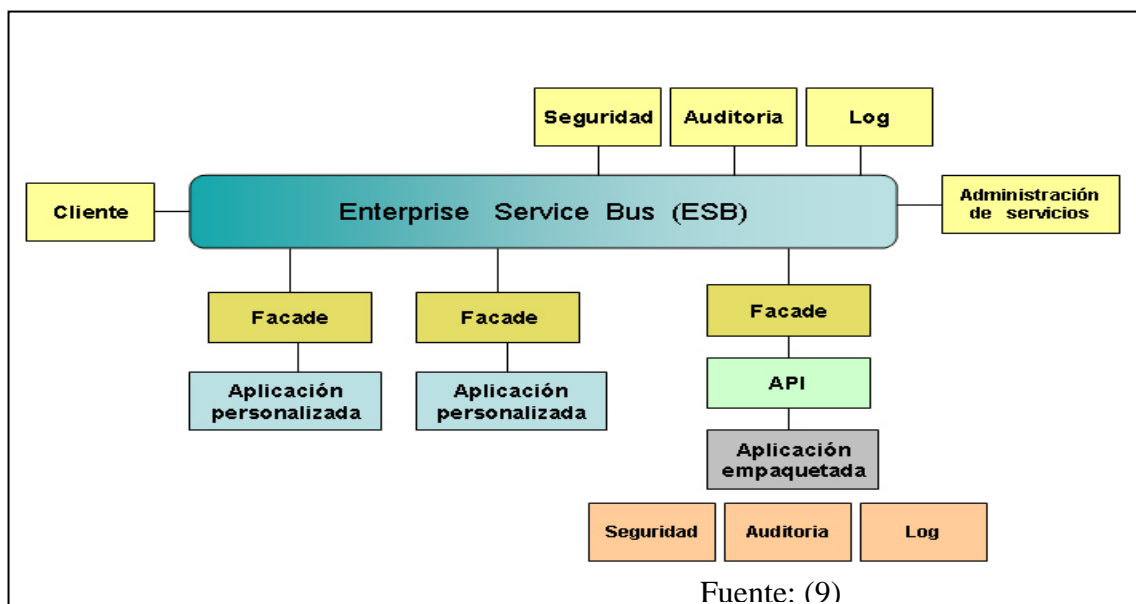 Seguridad
Auditoria
Log
Cliente
Enterprise Service Bus (ESB)
Administración
de servicios
Facade
Facade
Facade
Aplicación
personalizada
Aplicación
personalizada
API
Aplicación
empaquetada
Seguridad
Auditoria
Log
Fuente: (9)